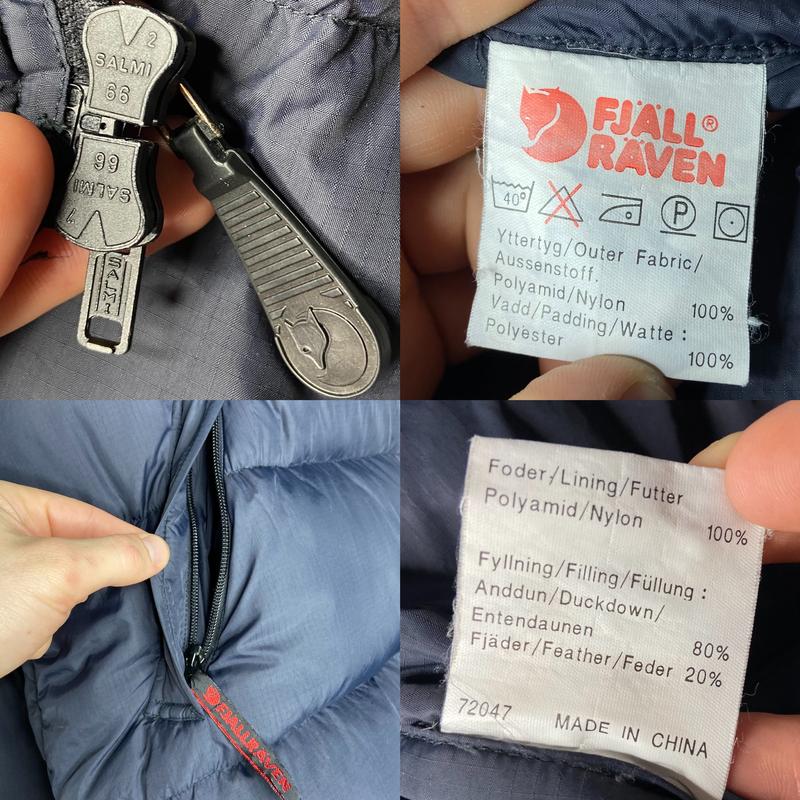 2
SALMI
66
66
SALMI
7
SALMI
FJÄLL®
RÄVEN
40°
P
Yttertyg/Outer Fabric/
Aussenstoff.
Polyamid/Nylon 100%
Vadd/Padding/Watte :
Polyester 100%
FJÄLLRÄVEN
Foder/Lining/Futter
Polyamid/Nylon 100%
Fyllning/Filling/Füllung :
Anddun/Duckdown/
Entendaunen 80%
Fjäder/Feather/Feder 20%
72047 MADE IN CHINA